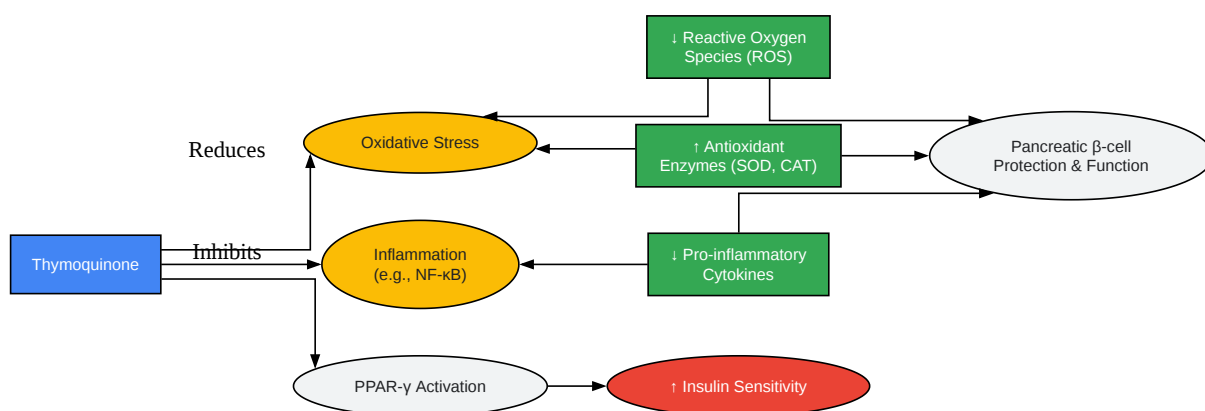 ↓ Reactive Oxygen
Species (ROS)
Oxidative Stress
↑ Antioxidant
Enzymes (SOD, CAT)
Pancreatic β-cell
Protection & Function
Reduces
Inhibits
Thymoquinone
Inflammation
(e.g., NF-κB)
↓ Pro-inflammatory
Cytokines
PPAR-γ Activation
↑ Insulin Sensitivity